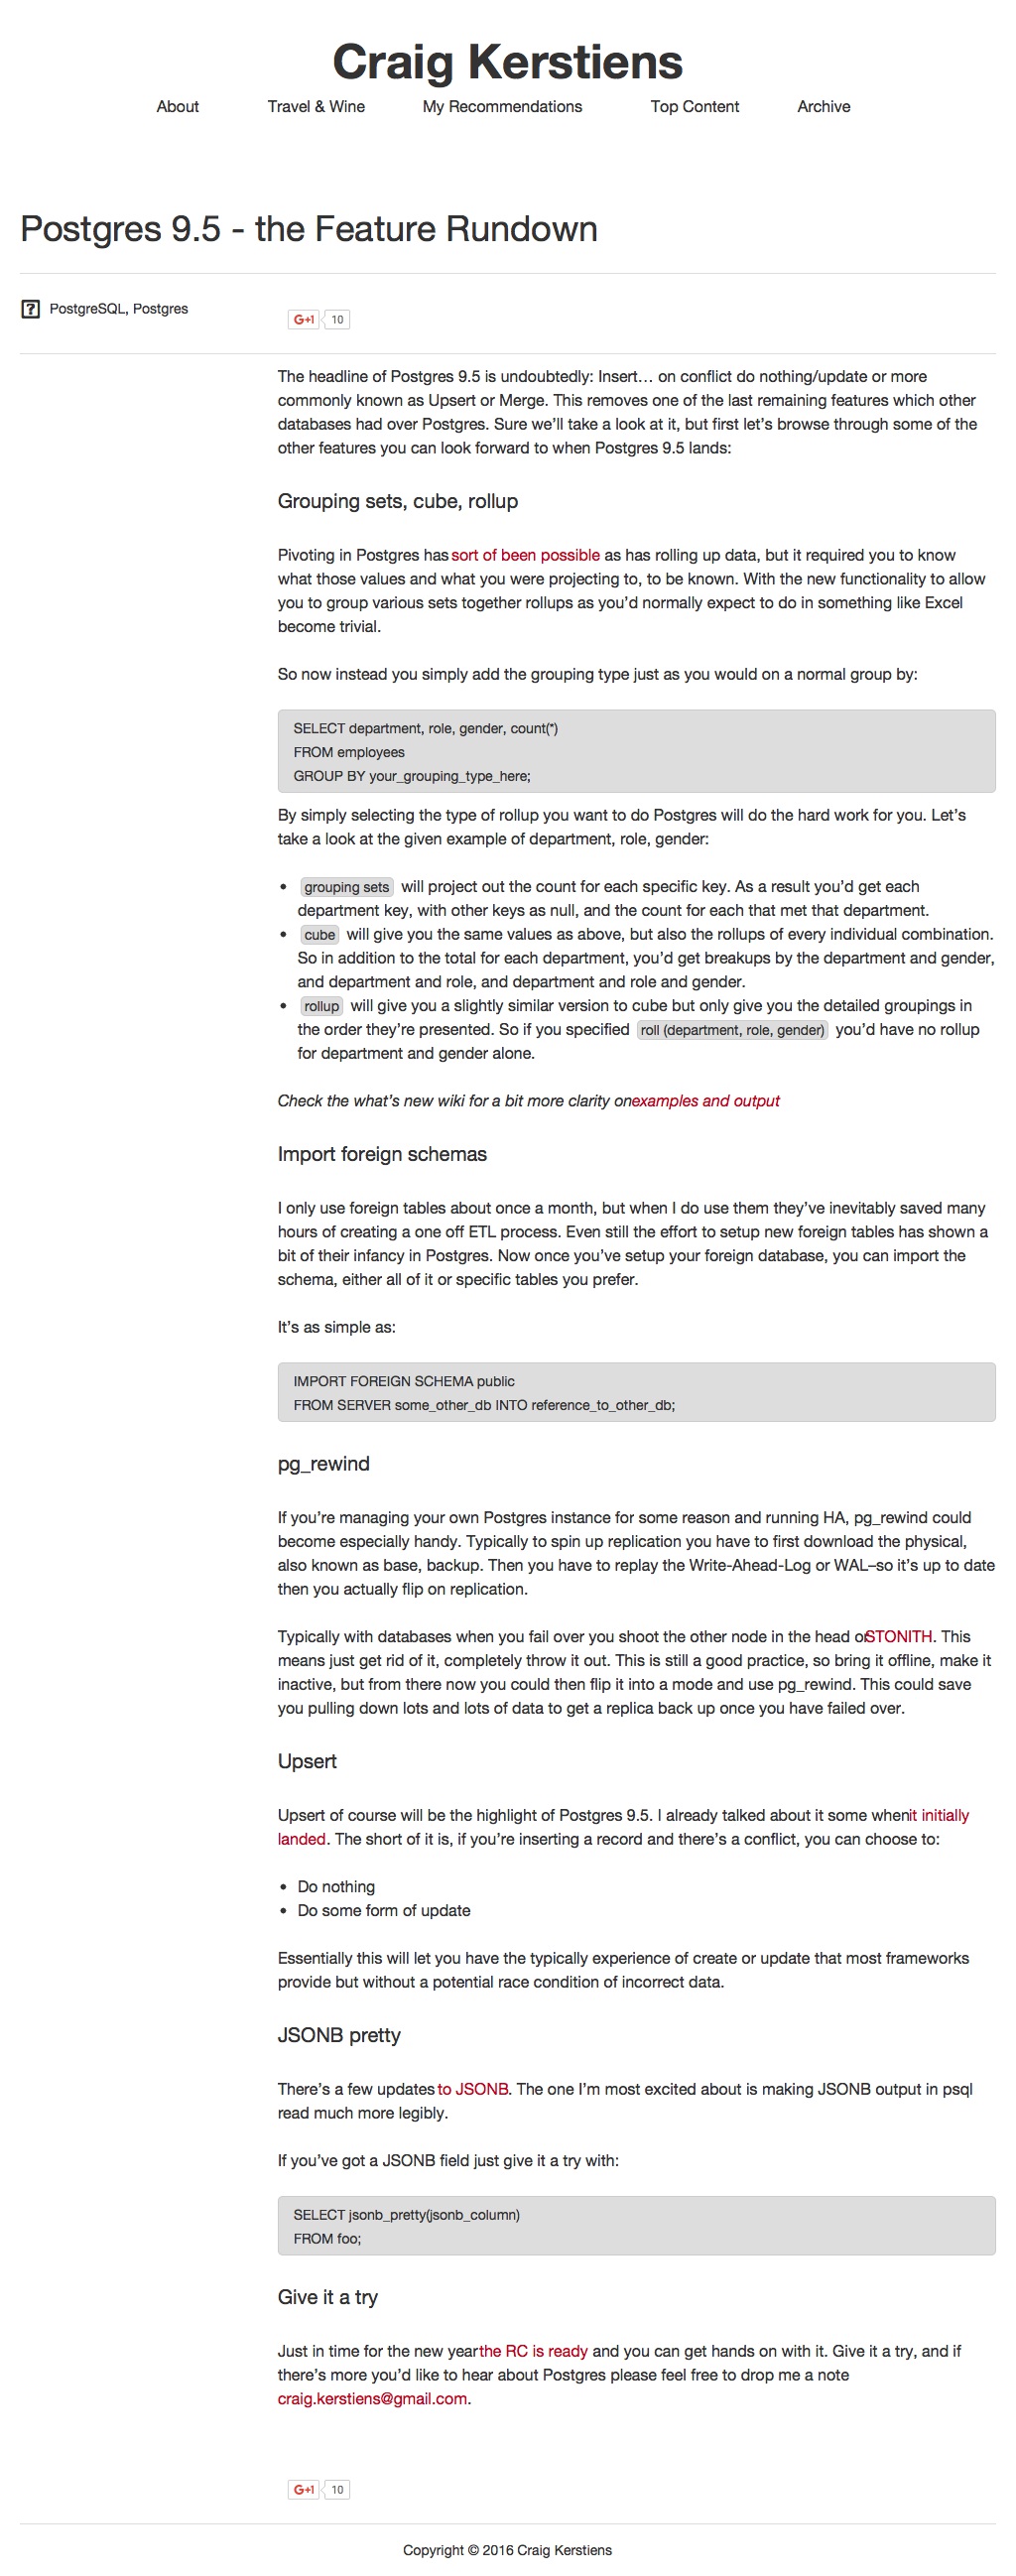 Craig Kerstiens
About Travel & Wine My Recommendations Top Content Archive
Postgres 9.5 - the Feature Rundown
? PostgreSQL, Postgres
G+1 10
The headline of Postgres 9.5 is undoubtedly: Insert… on conflict do nothing/update or more
commonly known as Upsert or Merge. This removes one of the last remaining features which other
databases had over Postgres. Sure we’ll take a look at it, but first let’s browse through some of the
other features you can look forward to when Postgres 9.5 lands:
Grouping sets, cube, rollup
Pivoting in Postgres has sort of been possible as has rolling up data, but it required you to know
what those values and what you were projecting to, to be known. With the new functionality to allow
you to group various sets together rollups as you’d normally expect to do in something like Excel
become trivial.
So now instead you simply add the grouping type just as you would on a normal group by:
SELECT department, role, gender, count(*)
FROM employees
GROUP BY your_grouping_type_here;
By simply selecting the type of rollup you want to do Postgres will do the hard work for you. Let’s
take a look at the given example of department, role, gender:
• grouping sets will project out the count for each specific key. As a result you’d get each
department key, with other keys as null, and the count for each that met that department.
• cube will give you the same values as above, but also the rollups of every individual combination.
So in addition to the total for each department, you’d get breakups by the department and gender,
and department and role, and department and role and gender.
• rollup will give you a slightly similar version to cube but only give you the detailed groupings in
the order they’re presented. So if you specified roll (department, role, gender) you’d have no rollup
for department and gender alone.
Check the what’s new wiki for a bit more clarity on examples and output
Import foreign schemas
I only use foreign tables about once a month, but when I do use them they’ve inevitably saved many
hours of creating a one off ETL process. Even still the effort to setup new foreign tables has shown a
bit of their infancy in Postgres. Now once you’ve setup your foreign database, you can import the
schema, either all of it or specific tables you prefer.
It’s as simple as:
IMPORT FOREIGN SCHEMA public
FROM SERVER some_other_db INTO reference_to_other_db;
pg_rewind
If you’re managing your own Postgres instance for some reason and running HA, pg_rewind could
become especially handy. Typically to spin up replication you have to first download the physical,
also known as base, backup. Then you have to replay the Write-Ahead-Log or WAL–so it’s up to date
then you actually flip on replication.
Typically with databases when you fail over you shoot the other node in the head or STONITH. This
means just get rid of it, completely throw it out. This is still a good practice, so bring it offline, make it
inactive, but from there now you could then flip it into a mode and use pg_rewind. This could save
you pulling down lots and lots of data to get a replica back up once you have failed over.
Upsert
Upsert of course will be the highlight of Postgres 9.5. I already talked about it some when it initially
landed. The short of it is, if you’re inserting a record and there’s a conflict, you can choose to:
• Do nothing
• Do some form of update
Essentially this will let you have the typically experience of create or update that most frameworks
provide but without a potential race condition of incorrect data.
JSONB pretty
There’s a few updates to JSONB. The one I’m most excited about is making JSONB output in psql
read much more legibly.
If you’ve got a JSONB field just give it a try with:
SELECT jsonb_pretty(jsonb_column)
FROM foo;
Give it a try
Just in time for the new year the RC is ready and you can get hands on with it. Give it a try, and if
there’s more you’d like to hear about Postgres please feel free to drop me a note
craig.kerstiens@gmail.com.
G+1 10
Copyright © 2016 Craig Kerstiens